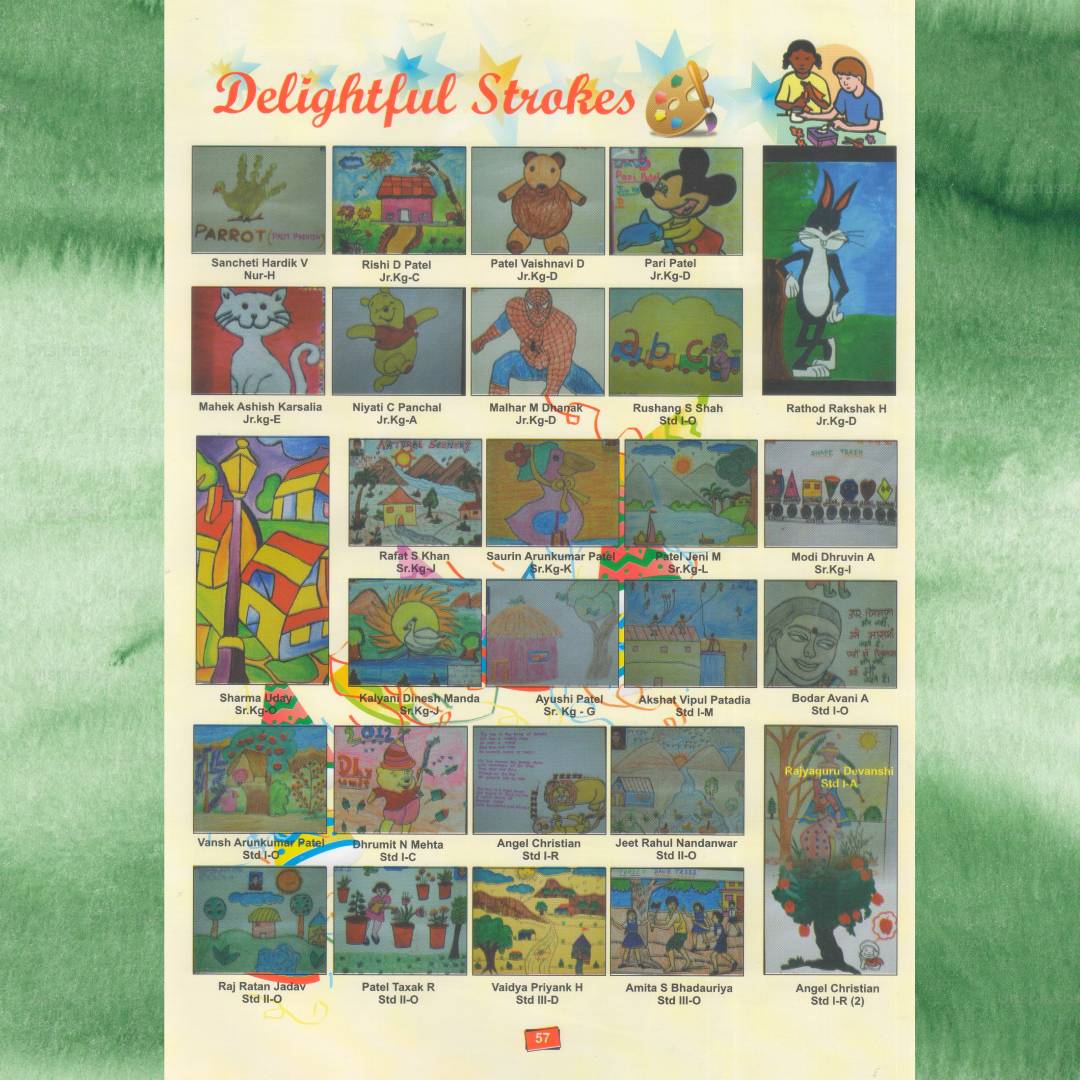 Delightful Strokes
PARROT (PALM PRINTING)
Pari Patel
Sancheti Hardik V
Nur-H
Rishi D Patel
Jr.Kg-C
Patel Vaishnavi D
Jr.Kg-D
Pari Patel
Jr.Kg-D
a b c
Mahek Ashish Karsalia
Jr.kg-E
Niyati C Panchal
Jr.Kg-A
Malhar M Dhanak
Jr.Kg-D
Rushang S Shah
Std I-O
Rathod Rakshak H
Jr.Kg-D
NATURAL SCENERY
SHAPE TRAIN
Rafat S Khan
Sr.Kg-J
Saurin Arunkumar Patel
Sr.Kg-K
Patel Jeni M
Sr.Kg-L
Modi Dhruvin A
Sr.Kg-I
Sharma Uday
Sr.Kg-O
Kalyani Dinesh Manda
Sr.Kg-J
Ayushi Patel
Sr. Kg - G
Akshat Vipul Patadia
Std I-M
Bodar Avani A
Std I-O
2012
Rajyaguru Devanshi
Std I-A
Vansh Arunkumar Patel
Std I-O
Dhrumit N Mehta
Std I-C
Angel Christian
Std I-R
Jeet Rahul Nandanwar
Std II-O
Raj Ratan Jadav
Std II-O
Patel Taxak R
Std II-O
Vaidya Priyank H
Std III-D
Amita S Bhadauriya
Std III-O
Angel Christian
Std I-R (2)
57